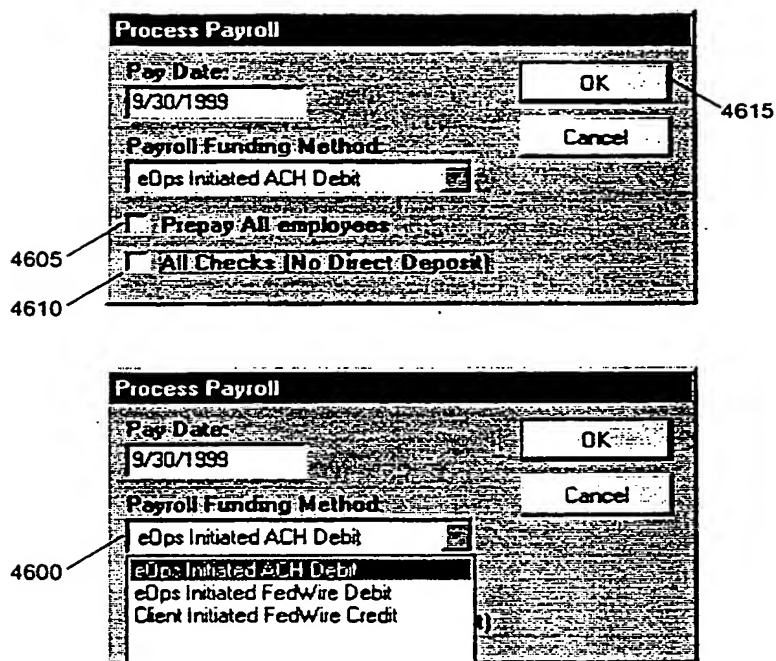 Process Payroll
Pay Date:
OK
9/30/1999
4615
Cancel
Payroll Funding Method:
eOps Initiated ACH Debit
Prepay All employees
4605
All Checks (No Direct Deposit)
4610
Process Payroll
Pay Date:
OK
9/30/1999
Cancel
Payroll Funding Method:
eOps Initiated ACH Debit
4600
eOps Initiated ACH Debit
eOps Initiated FedWire Debit
Client Initiated FedWire Credit
t)